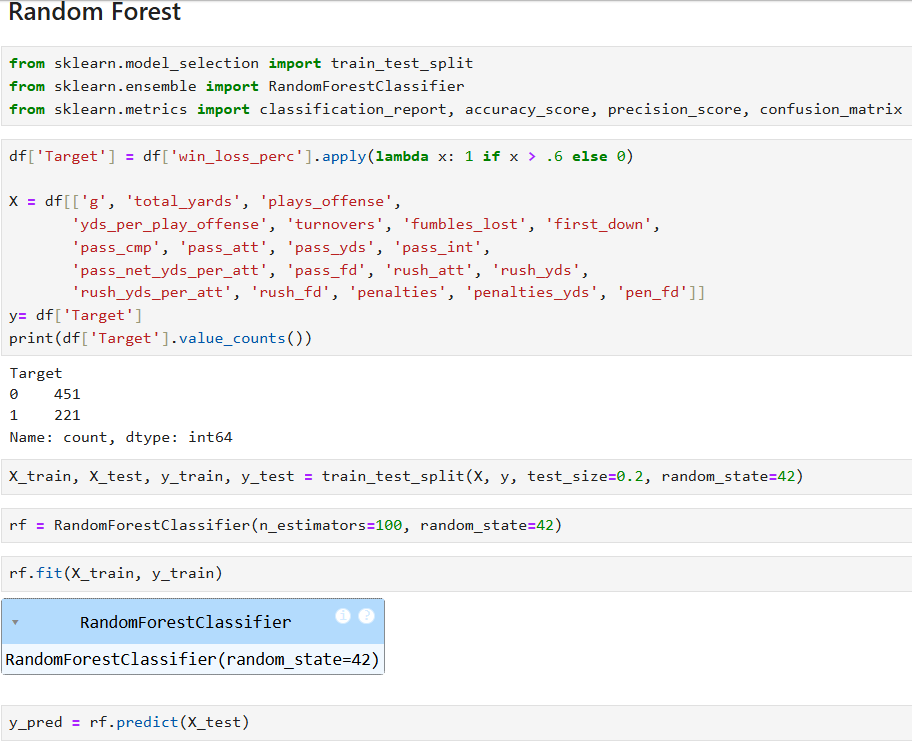 Random Forest
from sklearn.model_selection import train_test_split
from sklearn.ensemble import RandomForestClassifier
from sklearn.metrics import classification_report, accuracy_score, precision_score, confusion_matrix
df['Target'] = df['win_loss_perc'].apply(lambda x: 1 if x > .6 else 0)
X = df[['g', 'total_yards', 'plays_offense',
'yds_per_play_offense', 'turnovers', 'fumbles_lost', 'first_down',
'pass_cmp', 'pass_att', 'pass_yds', 'pass_int',
'pass_net_yds_per_att', 'pass_fd', 'rush_att', 'rush_yds',
'rush_yds_per_att', 'rush_fd', 'penalties', 'penalties_yds', 'pen_fd']]
y= df['Target']
print(df['Target'].value_counts())
Target
0 451
1 221
Name: count, dtype: int64
X_train, X_test, y_train, y_test = train_test_split(X, y, test_size=0.2, random_state=42)
rf = RandomForestClassifier(n_estimators=100, random_state=42)
rf.fit(X_train, y_train)
▾ RandomForestClassifier i ?
RandomForestClassifier(random_state=42)
y_pred = rf.predict(X_test)